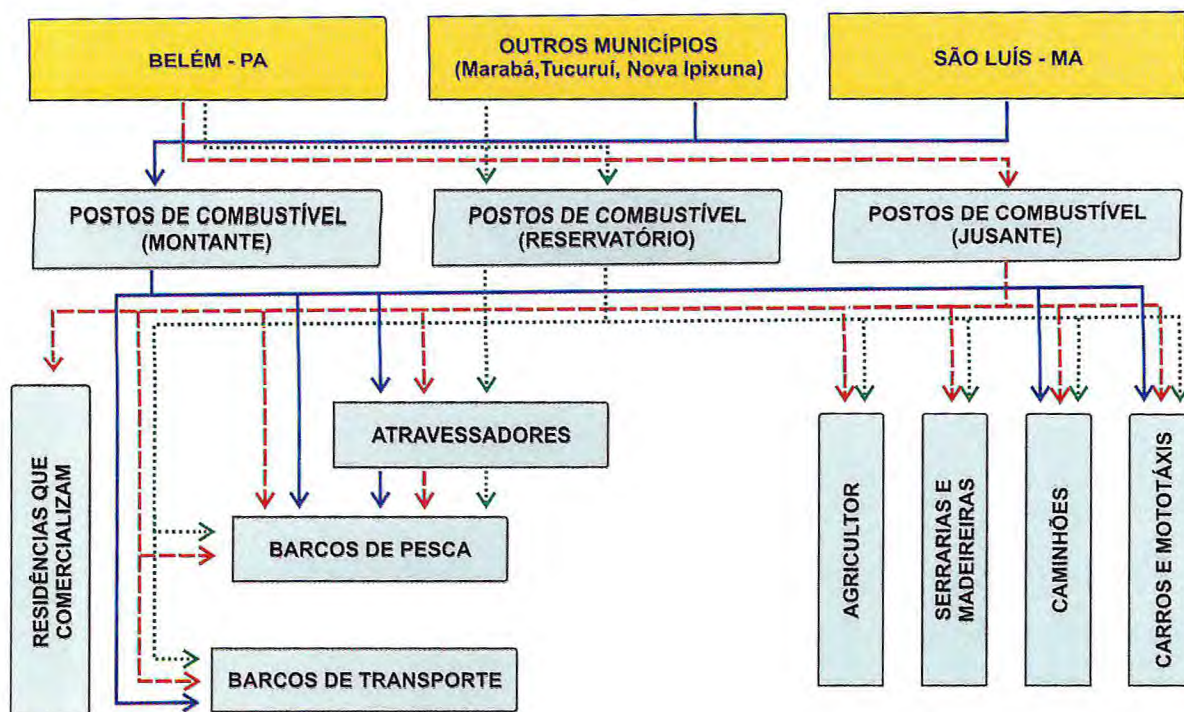 BELÉM - PA
OUTROS MUNICÍPIOS
(Marabá,Tucuruí, Nova Ipixuna)
SÃO LUÍS - MA
POSTOS DE COMBUSTÍVEL
(MONTANTE)
POSTOS DE COMBUSTÍVEL
(RESERVATÓRIO)
POSTOS DE COMBUSTÍVEL
(JUSANTE)
RESIDÊNCIAS QUE
COMERCIALIZAM
ATRAVESSADORES
BARCOS DE PESCA
BARCOS DE TRANSPORTE
AGRICULTOR
SERRARIAS E
MADEIREIRAS
CAMINHÕES
CARROS E MOTOTÁXIS